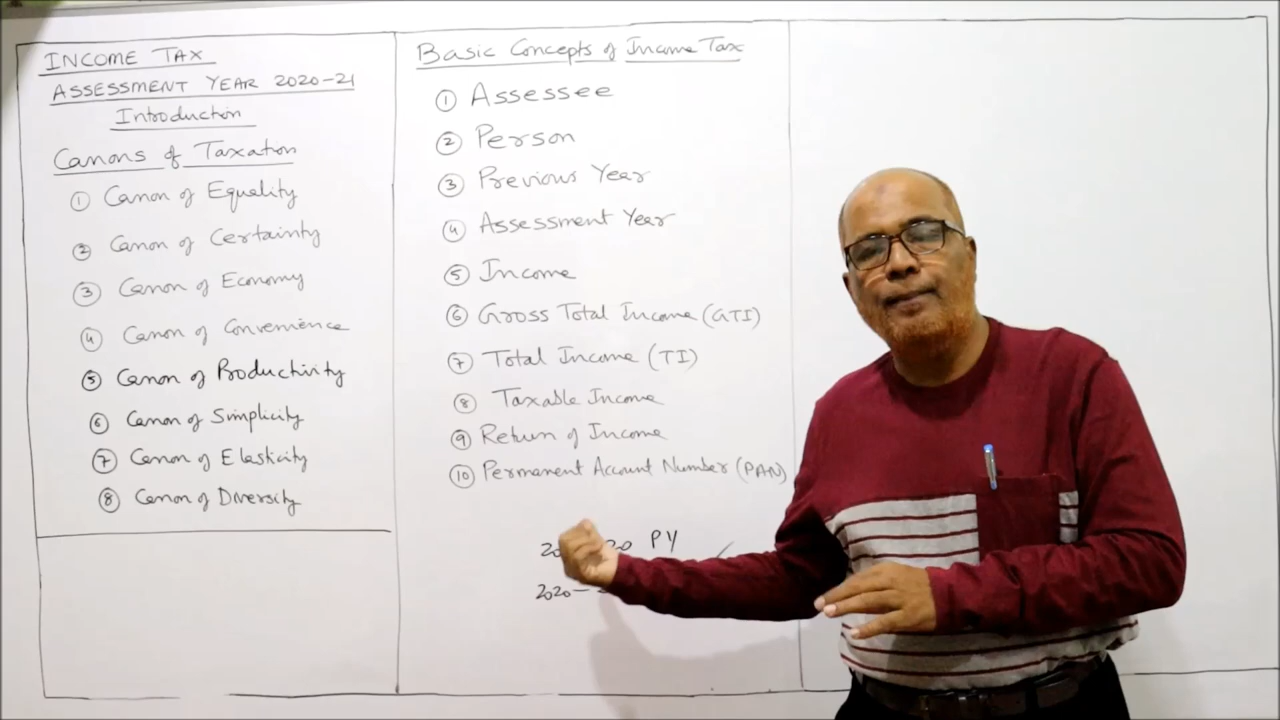 INCOME TAX
ASSESSMENT YEAR 2020-21
Introduction
Canons of Taxation
① Canon of Equality
② Canon of Certainty
③ Canon of Economy
④ Canon of Convenience
⑤ Canon of Productivity
⑥ Canon of Simplicity
⑦ Canon of Elasticity
⑧ Canon of Diversity
Basic Concepts of Income Tax
① Assessee
② Person
③ Previous Year
④ Assessment Year
⑤ Income
⑥ Gross Total Income (GTI)
⑦ Total Income (TI)
⑧ Taxable Income
⑨ Return of Income
⑩ Permanent Account Number (PAN)
20 PY
2020-